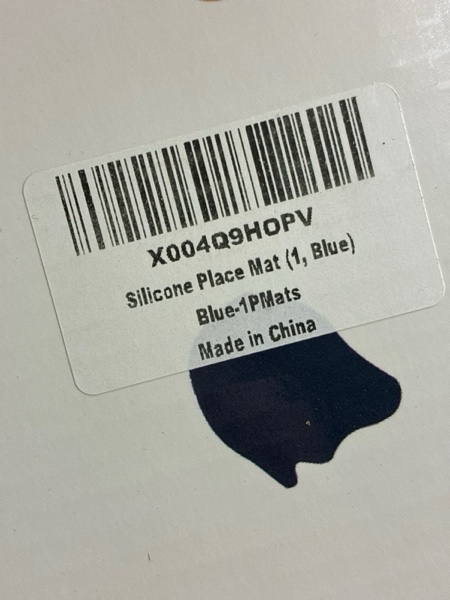 X004Q9HOPV
Silicone Place Mat (1, Blue)
Blue-1PMats
Made in China